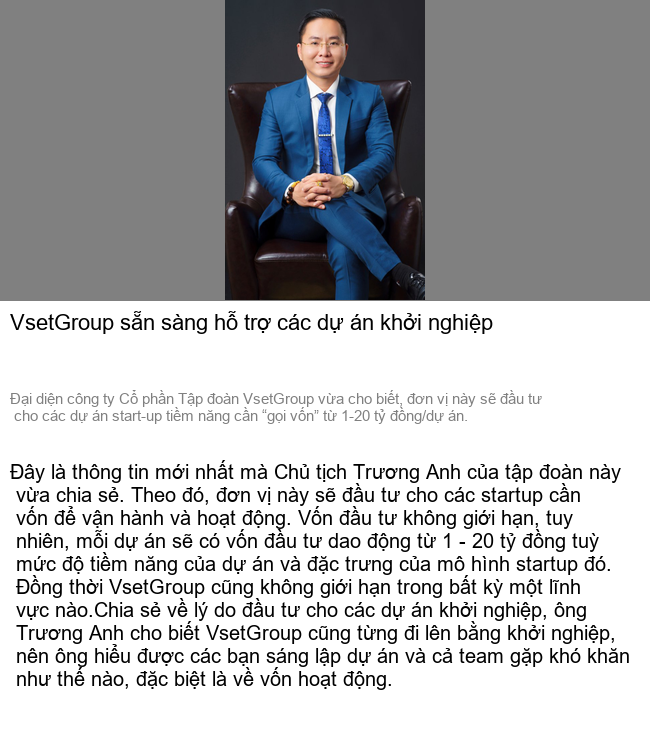 VsetGroup sẵn sàng hỗ trợ các dự án khởi nghiệp
Đại diện công ty Cổ phần Tập đoàn VsetGroup vừa cho biết, đơn vị này sẽ đầu tư
cho các dự án start-up tiềm năng cần “gọi vốn” từ 1-20 tỷ đồng/dự án.
Đây là thông tin mới nhất mà Chủ tịch Trương Anh của tập đoàn này
vừa chia sẻ. Theo đó, đơn vị này sẽ đầu tư cho các startup cần
vốn để vận hành và hoạt động. Vốn đầu tư không giới hạn, tuy
nhiên, mỗi dự án sẽ có vốn đầu tư dao động từ 1 - 20 tỷ đồng tuỳ
mức độ tiềm năng của dự án và đặc trưng của mô hình startup đó.
Đồng thời VsetGroup cũng không giới hạn trong bất kỳ một lĩnh
vực nào.Chia sẻ về lý do đầu tư cho các dự án khởi nghiệp, ông
Trương Anh cho biết VsetGroup cũng từng đi lên bằng khởi nghiệp,
nên ông hiểu được các bạn sáng lập dự án và cả team gặp khó khăn
như thế nào, đặc biệt là về vốn hoạt động.